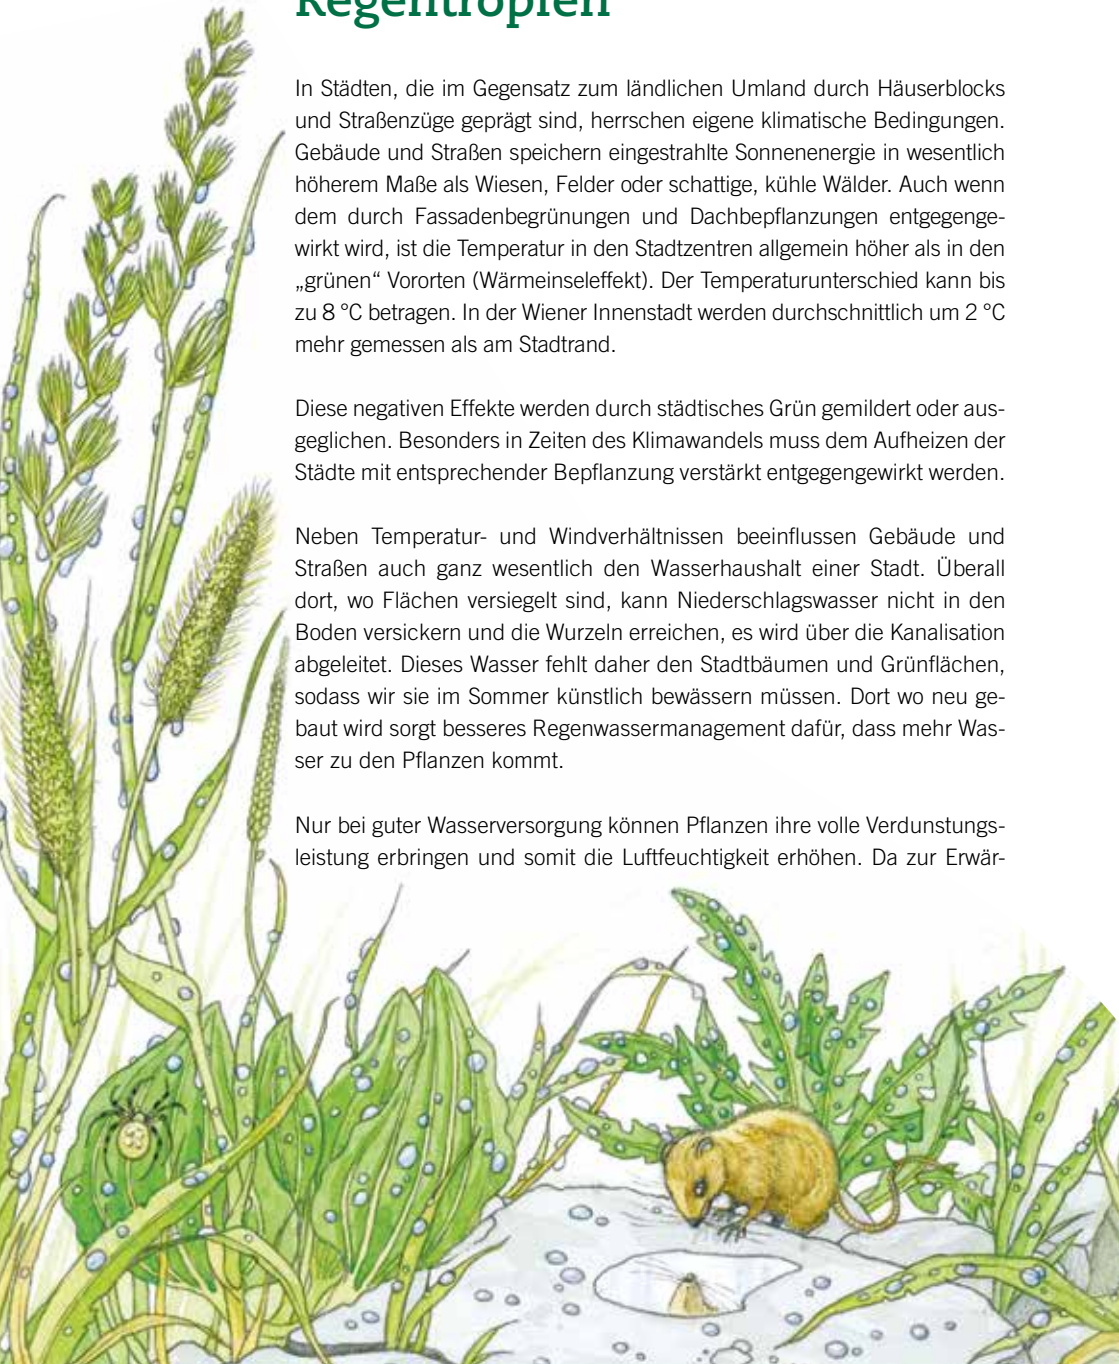 Regentropfen
In Städten, die im Gegensatz zum ländlichen Umland durch Häuserblocks
und Straßenzüge geprägt sind, herrschen eigene klimatische Bedingungen.
Gebäude und Straßen speichern eingestrahlte Sonnenenergie in wesentlich
höherem Maße als Wiesen, Felder oder schattige, kühle Wälder. Auch wenn
dem durch Fassadenbegrünungen und Dachbepflanzungen entgegenge-
wirkt wird, ist die Temperatur in den Stadtzentren allgemein höher als in den
„grünen“ Vororten (Wärmeinseleffekt). Der Temperaturunterschied kann bis
zu 8 °C betragen. In der Wiener Innenstadt werden durchschnittlich um 2 °C
mehr gemessen als am Stadtrand.
Diese negativen Effekte werden durch städtisches Grün gemildert oder aus-
geglichen. Besonders in Zeiten des Klimawandels muss dem Aufheizen der
Städte mit entsprechender Bepflanzung verstärkt entgegengewirkt werden.
Neben Temperatur- und Windverhältnissen beeinflussen Gebäude und
Straßen auch ganz wesentlich den Wasserhaushalt einer Stadt. Überall
dort, wo Flächen versiegelt sind, kann Niederschlagswasser nicht in den
Boden versickern und die Wurzeln erreichen, es wird über die Kanalisation
abgeleitet. Dieses Wasser fehlt daher den Stadtbäumen und Grünflächen,
sodass wir sie im Sommer künstlich bewässern müssen. Dort wo neu ge-
baut wird sorgt besseres Regenwassermanagement dafür, dass mehr Was-
ser zu den Pflanzen kommt.
Nur bei guter Wasserversorgung können Pflanzen ihre volle Verdunstungs-
leistung erbringen und somit die Luftfeuchtigkeit erhöhen. Da zur Erwär-